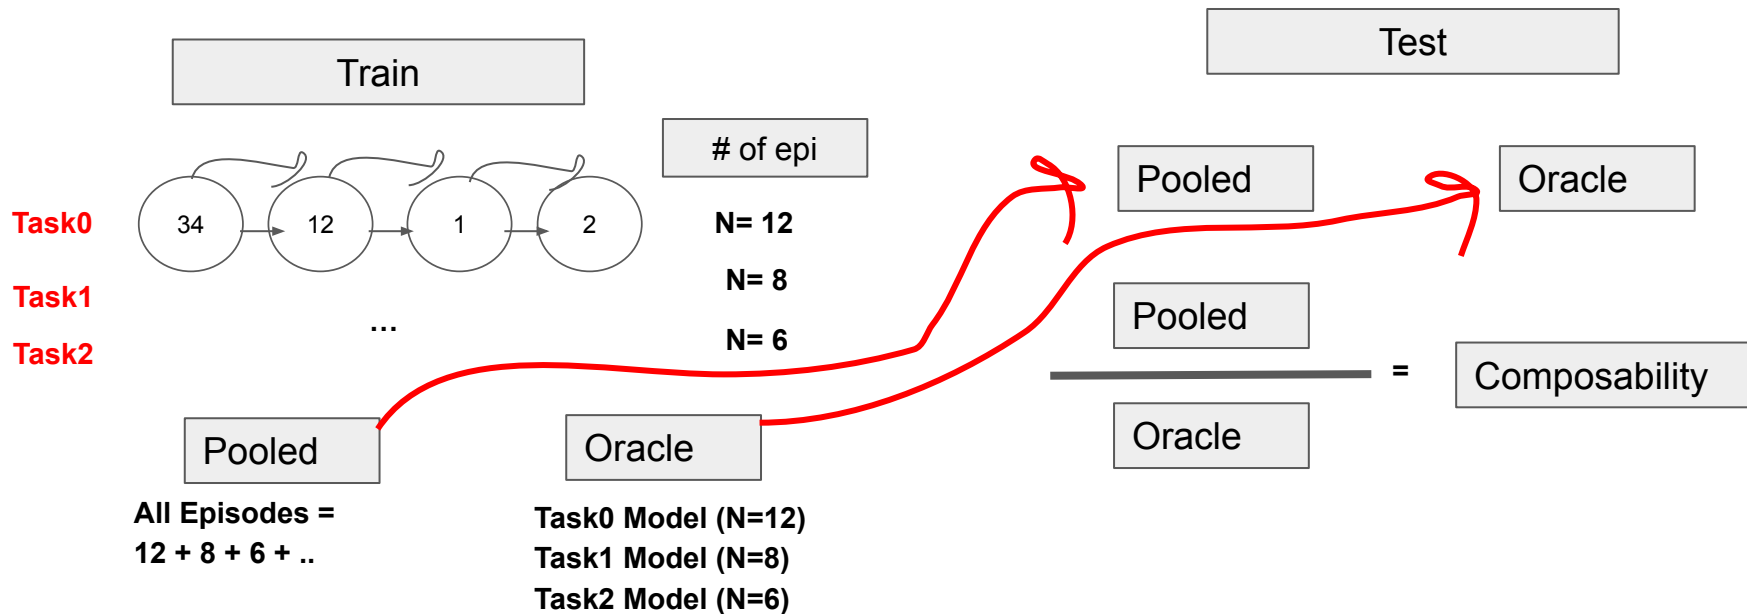 Train
Test
# of epi
Pooled
Oracle
Task0
34
12
1
2
N= 12
Task1
N= 8
Task2
...
N= 6
Pooled
Oracle
=
Composability
Pooled
All Episodes =
12 + 8 + 6 + ..
Oracle
Task0 Model (N=12)
Task1 Model (N=8)
Task2 Model (N=6)